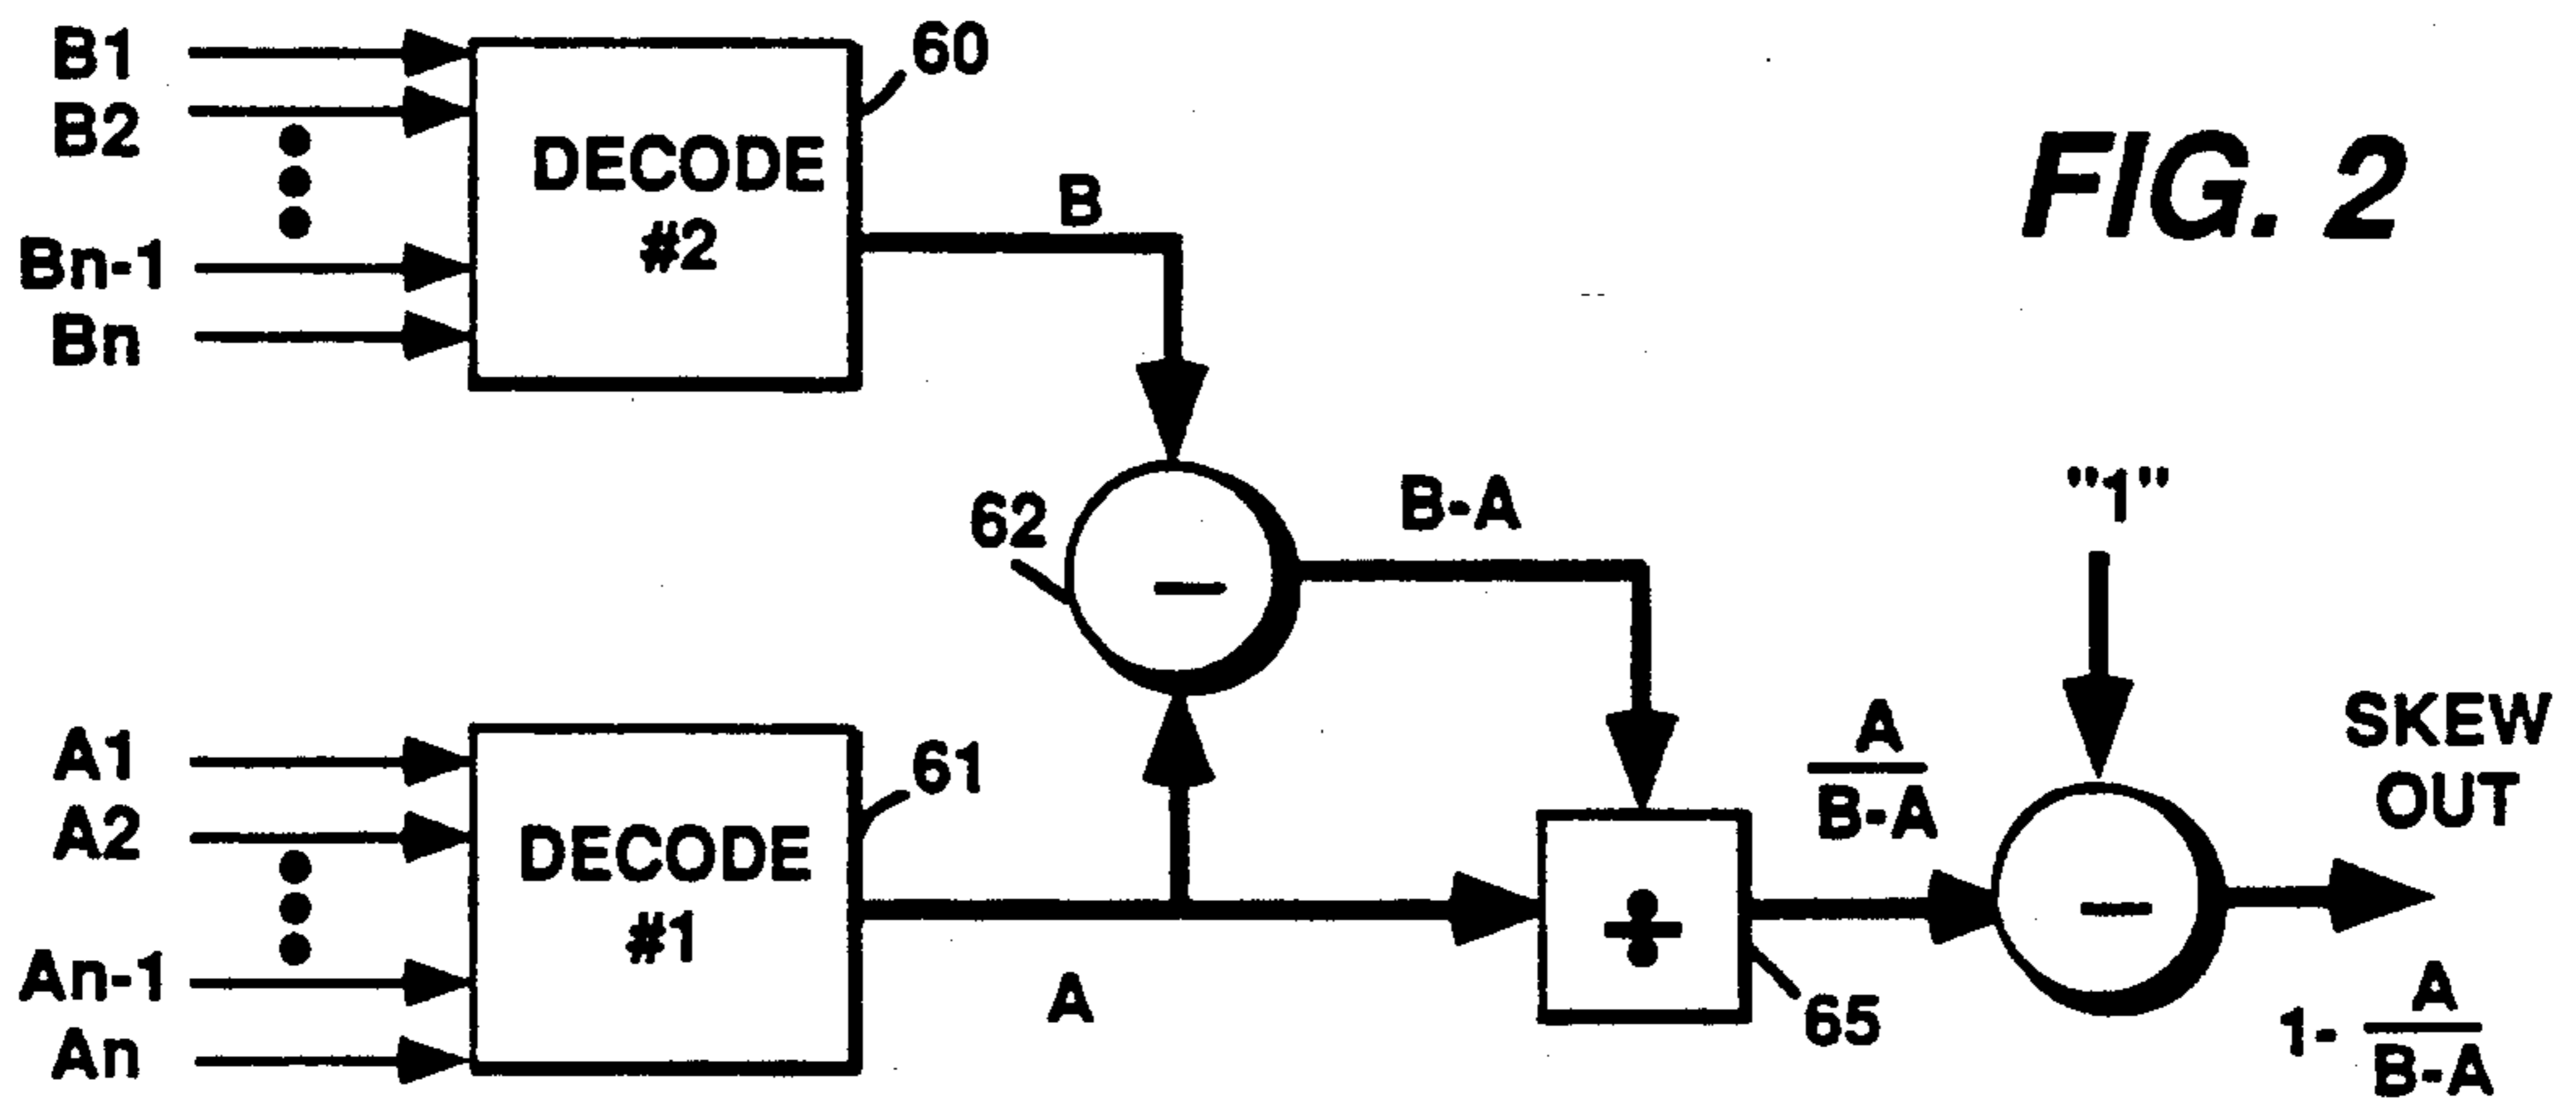 B1
B2
Bn-1
Bn
DECODE
#2
60
B
FIG. 2
62
−
B-A
"1"
A1
A2
An-1
An
DECODE
#1
61
A
÷
65
A
B-A
−
SKEW
OUT
1- A
B-A